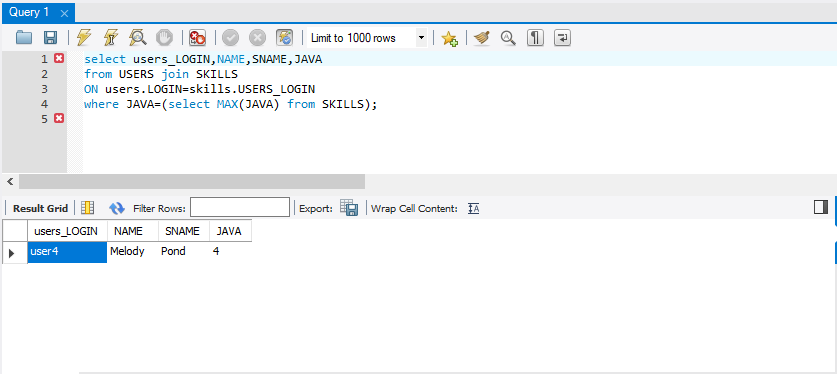 Query 1
Limit to 1000 rows
1 select users_LOGIN,NAME,SNAME,JAVA
2 from USERS join SKILLS
3 ON users.LOGIN=skills.USERS_LOGIN
4 where JAVA=(select MAX(JAVA) from SKILLS);
5
Result Grid Filter Rows: Export: Wrap Cell Content:
users_LOGIN NAME SNAME JAVA
user4 Melody Pond 4